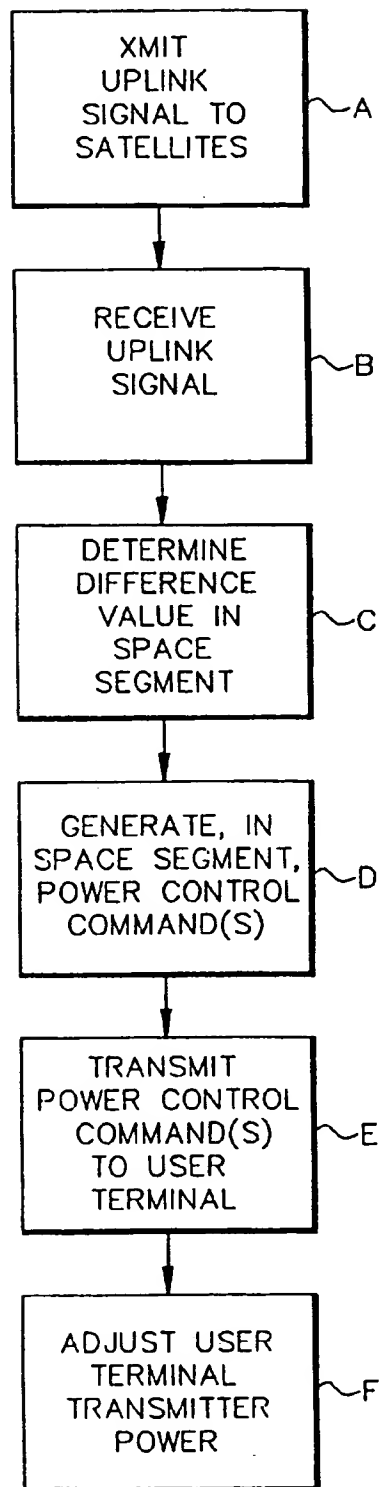 XMIT
UPLINK
SIGNAL TO
SATELLITES
A
RECEIVE
UPLINK
SIGNAL
B
DETERMINE
DIFFERENCE
VALUE IN
SPACE
SEGMENT
C
GENERATE, IN
SPACE SEGMENT,
POWER CONTROL
COMMAND(S)
D
TRANSMIT
POWER CONTROL
COMMAND(S)
TO USER
TERMINAL
E
ADJUST USER
TERMINAL
TRANSMITTER
POWER
F